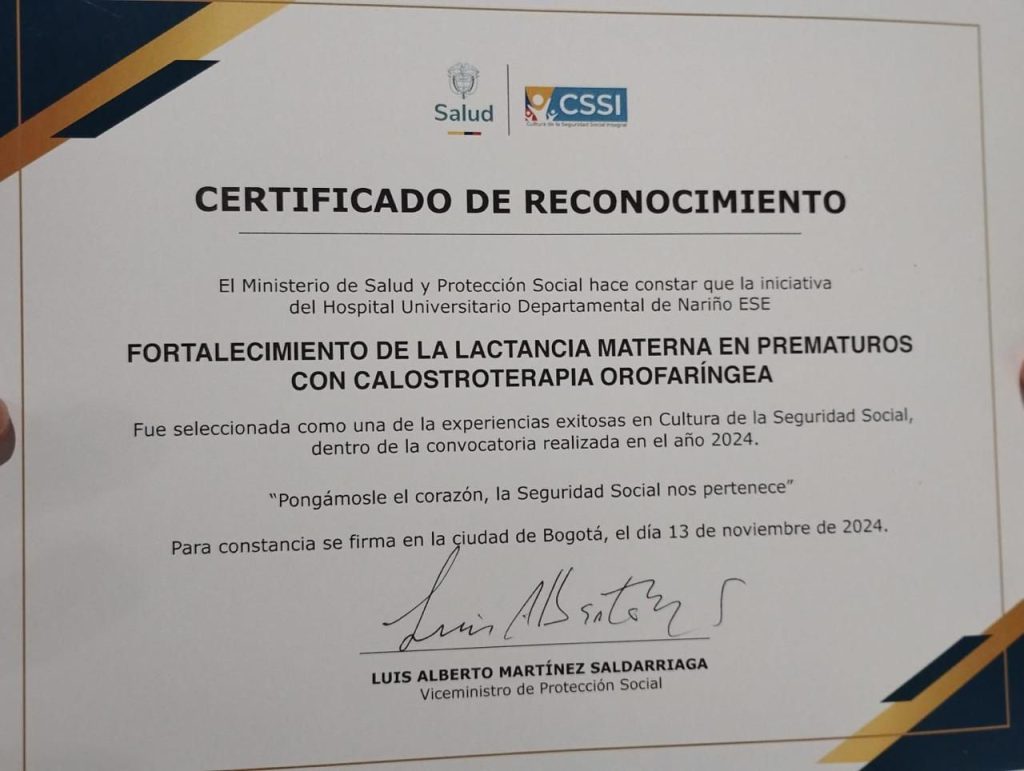 Salud
CSSI
Cultura de la Seguridad Social Integral
CERTIFICADO DE RECONOCIMIENTO
El Ministerio de Salud y Protección Social hace constar que la iniciativa
del Hospital Universitario Departamental de Nariño ESE
FORTALECIMIENTO DE LA LACTANCIA MATERNA EN PREMATUROS
CON CALOSTROTERAPIA OROFARÍNGEA
Fue seleccionada como una de la experiencias exitosas en Cultura de la Seguridad Social,
dentro de la convocatoria realizada en el año 2024.
“Pongámosle el corazón, la Seguridad Social nos pertenece”
Para constancia se firma en la ciudad de Bogotá, el día 13 de noviembre de 2024.
Luis Alberto
LUIS ALBERTO MARTÍNEZ SALDARRIAGA
Viceministro de Protección Social